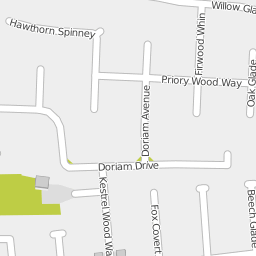 Willow Gla
Hawthorn Spinney
Firwood Whin
Priory Wood Way
Oak Glade
Doriam Avenue
Doriam Drive
Kestrel Wood Wa
Fox Covert
Beech Glade